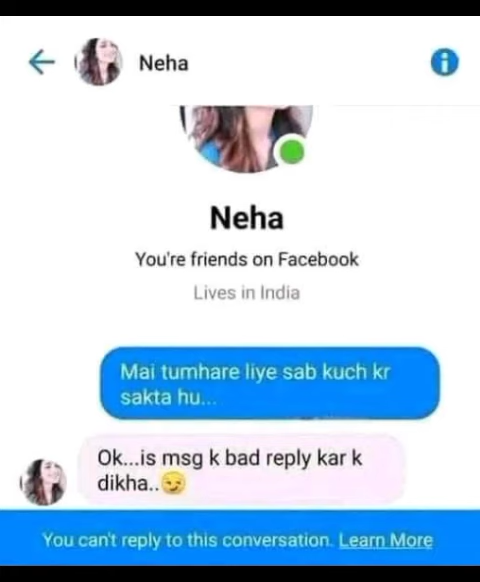 Neha
Neha
You're friends on Facebook
Lives in India
Mai tumhare liye sab kuch kr
sakta hu...
Ok...is msg k bad reply kar k
dikha..😏
You can't reply to this conversation. Learn More